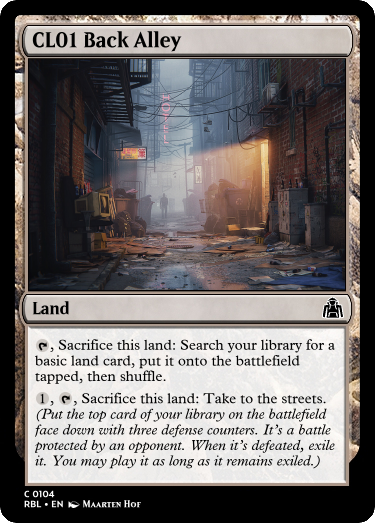 CL01 Back Alley
Land
, Sacrifice this land: Search your library for a
basic land card, put it onto the battlefield
tapped, then shuffle.
1, , Sacrifice this land: Take to the streets.
(Put the top card of your library on the battlefield
face down with three defense counters. It's a battle
protected by an opponent. When it's defeated, exile
it. You may play it as long as it remains exiled.)
C 0104
RBL • EN Maarten Hof